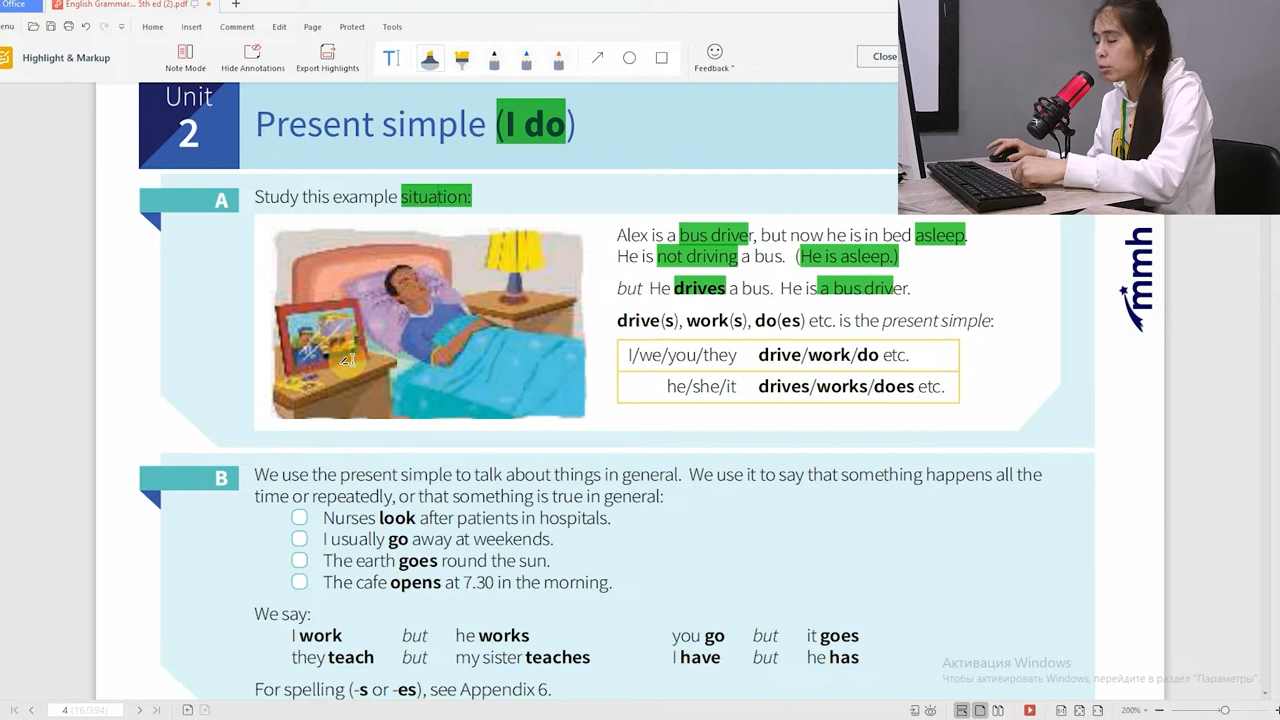 Office
English Grammar... 5th ed (2).pdf
enu
Home
Insert
Comment
Edit
Page
Protect
Tools
Highlight & Markup
Note Mode
Hide Annotations
Export Highlights
Feedback
Close
Unit
2
Present simple (I do)
A
Study this example situation:
Alex is a bus driver, but now he is in bed asleep.
He is not driving a bus. (He is asleep.)
but He drives a bus. He is a bus driver.
drive(s), work(s), do(es) etc. is the present simple:
I/we/you/they drive/work/do etc.
he/she/it drives/works/does etc.
mmh
B
We use the present simple to talk about things in general. We use it to say that something happens all the
time or repeatedly, or that something is true in general:
Nurses look after patients in hospitals.
I usually go away at weekends.
The earth goes round the sun.
The cafe opens at 7.30 in the morning.
We say:
I work but he works you go but it goes
they teach but my sister teaches I have but he has
For spelling (-s or -es), see Appendix 6.
Активация Windows
Чтобы активировать Windows, перейдите в раздел "Параметры".
4 (16/394)
200%